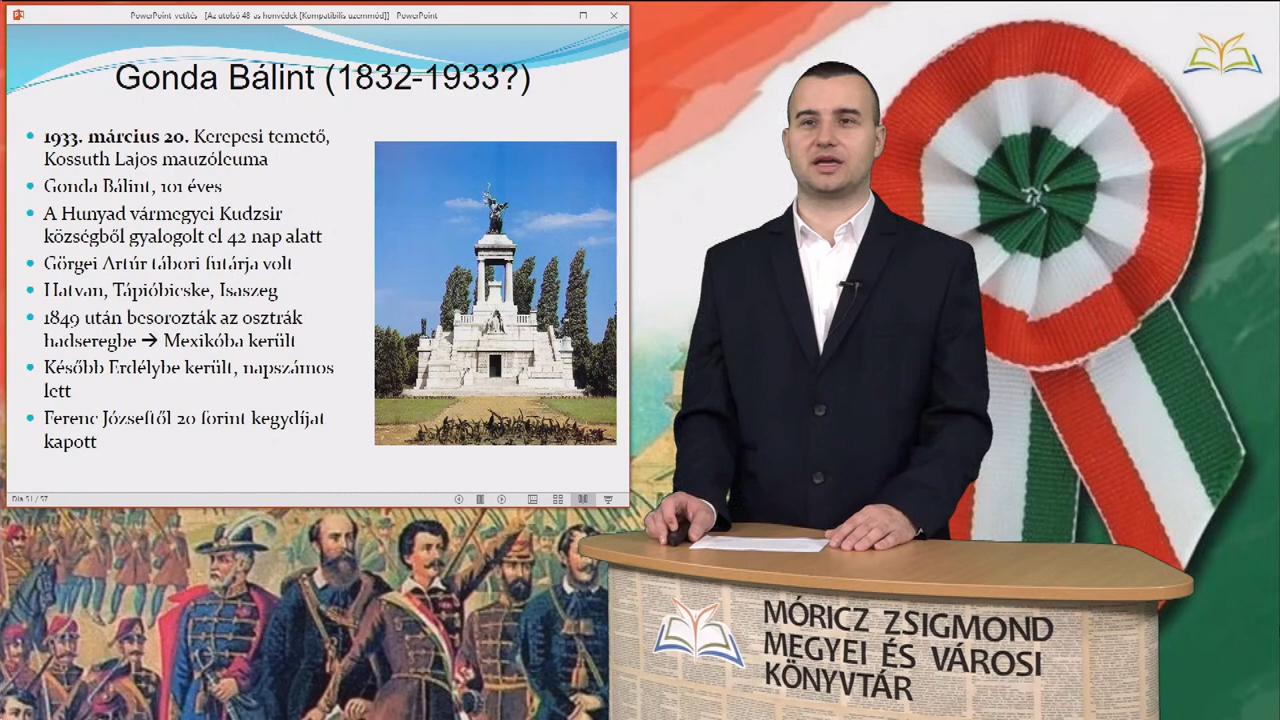 PowerPoint-vetítés - [Az utolsó 48-as honvédek [Kompatibilis üzemmód]] - PowerPoint
Gonda Bálint (1832-1933?)
1933. március 20. Kerepesi temető,
Kossuth Lajos mauzóleuma
Gonda Bálint, 101 éves
A Hunyad vármegyei Kudzsir
községből gyalogolt el 42 nap alatt
Görgei Artúr tábori futárja volt
Hatvan, Tápióbicske, Isaszeg
1849 után besorozták az osztrák
hadseregbe → Mexikóba került
Később Erdélybe került, napszámos
lett
Ferenc Józseftől 20 forint kegydíjat
kapott
Dia 51 / 57
MÓRICZ ZSIGMOND
MEGYEI ÉS VÁROSI
KÖNYVTÁR